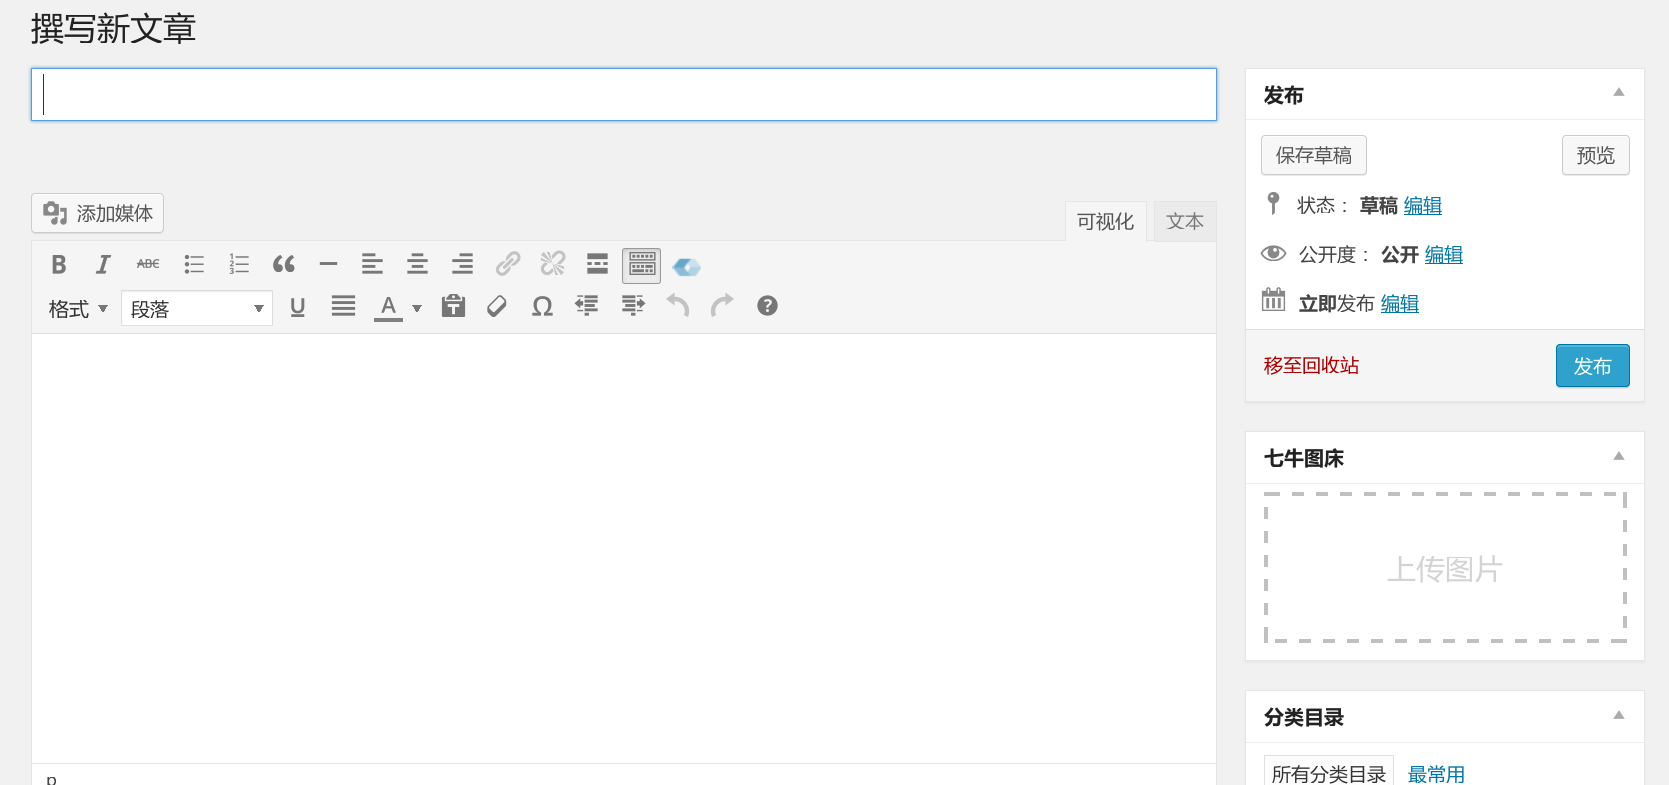 撰写新文章
添加媒体
可视化 文本
B I ABC
格式 段落 U A Ω
p
发布
保存草稿 预览
状态： 草稿 编辑
公开度： 公开 编辑
立即发布 编辑
移至回收站 发布
七牛图床
上传图片
分类目录
所有分类目录 最常用